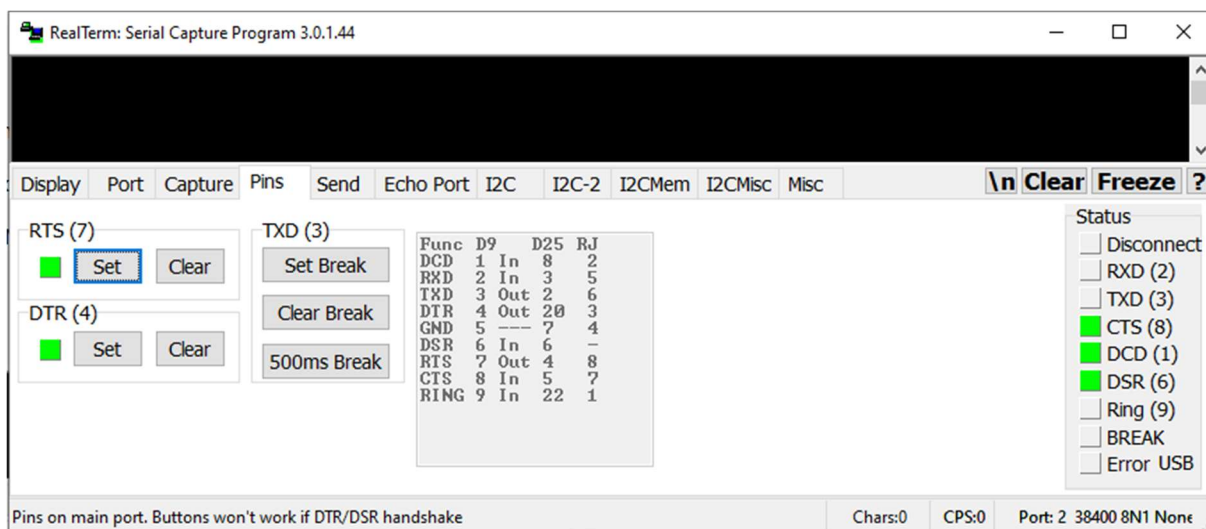 RealTerm: Serial Capture Program 3.0.1.44
Display Port Capture Pins Send Echo Port I2C I2C-2 I2CMem I2CMisc Misc \n Clear Freeze ?
RTS (7)
Set Clear
DTR (4)
Set Clear
TXD (3)
Set Break
Clear Break
500ms Break
Func D9 D25 RJ
DCD 1 In 8 2
RXD 2 In 3 5
TXD 3 Out 2 6
DTR 4 Out 20 3
GND 5 --- 7 4
DSR 6 In 6 -
RTS 7 Out 4 8
CTS 8 In 5 7
RING 9 In 22 1
Status
Disconnect
RXD (2)
TXD (3)
CTS (8)
DCD (1)
DSR (6)
Ring (9)
BREAK
Error USB
Pins on main port. Buttons won't work if DTR/DSR handshake Chars:0 CPS:0 Port: 2 38400 8N1 None